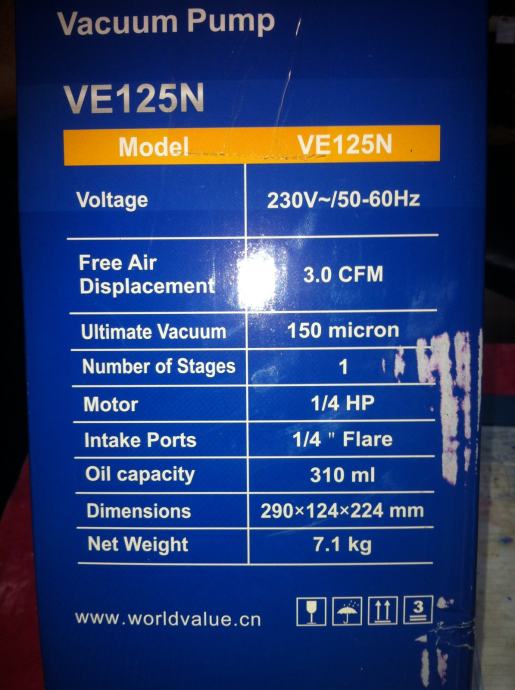 Vacuum Pump
VE125N
Model VE125N
Voltage 230V~/50-60Hz
Free Air
Displacement 3.0 CFM
Ultimate Vacuum 150 micron
Number of Stages 1
Motor 1/4 HP
Intake Ports 1/4 " Flare
Oil capacity 310 ml
Dimensions 290×124×224 mm
Net Weight 7.1 kg
www.worldvalue.cn 3